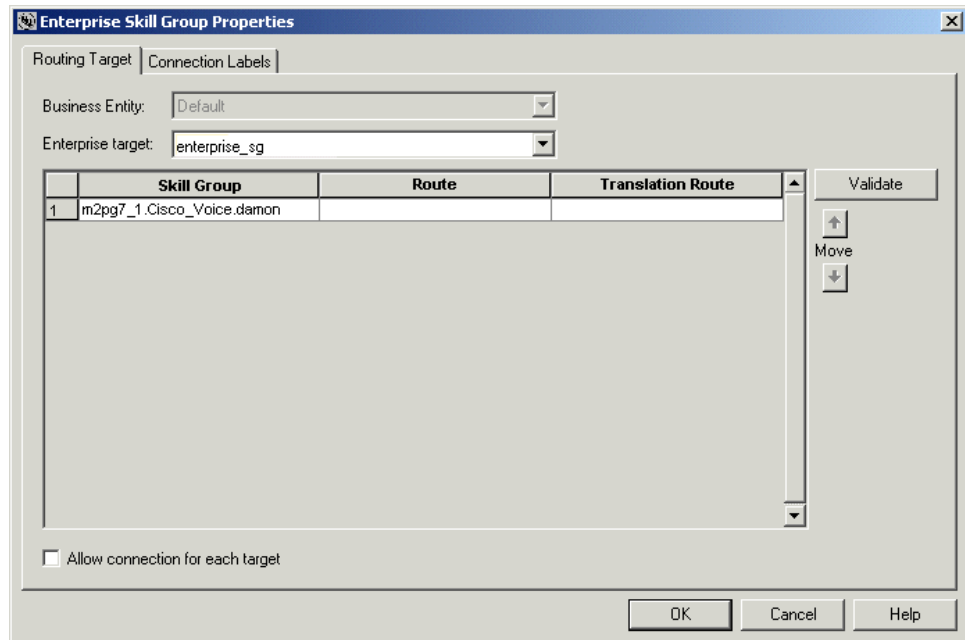 Enterprise Skill Group Properties
Routing Target Connection Labels
Business Entity: Default
Enterprise target: enterprise_sg
Skill Group Route Translation Route
1 m2pg7_1.Cisco_Voice.damon
Validate
Move
Allow connection for each target
OK Cancel Help